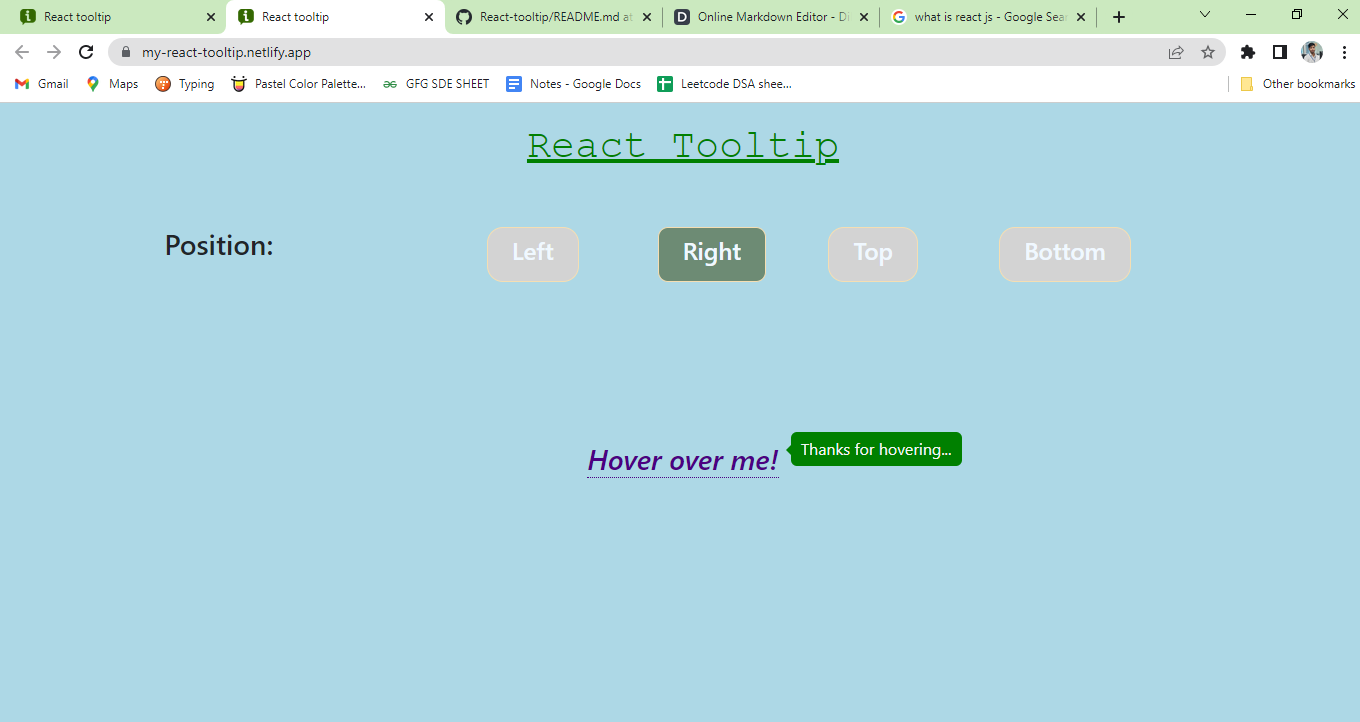 React tooltip
React tooltip
React-tooltip/README.md at
Online Markdown Editor - Di
what is react js - Google Sear
my-react-tooltip.netlify.app
Gmail
Maps
Typing
Pastel Color Palette...
GFG SDE SHEET
Notes - Google Docs
Leetcode DSA shee...
Other bookmarks
React Tooltip
Position:
Left
Right
Top
Bottom
Hover over me!
Thanks for hovering...